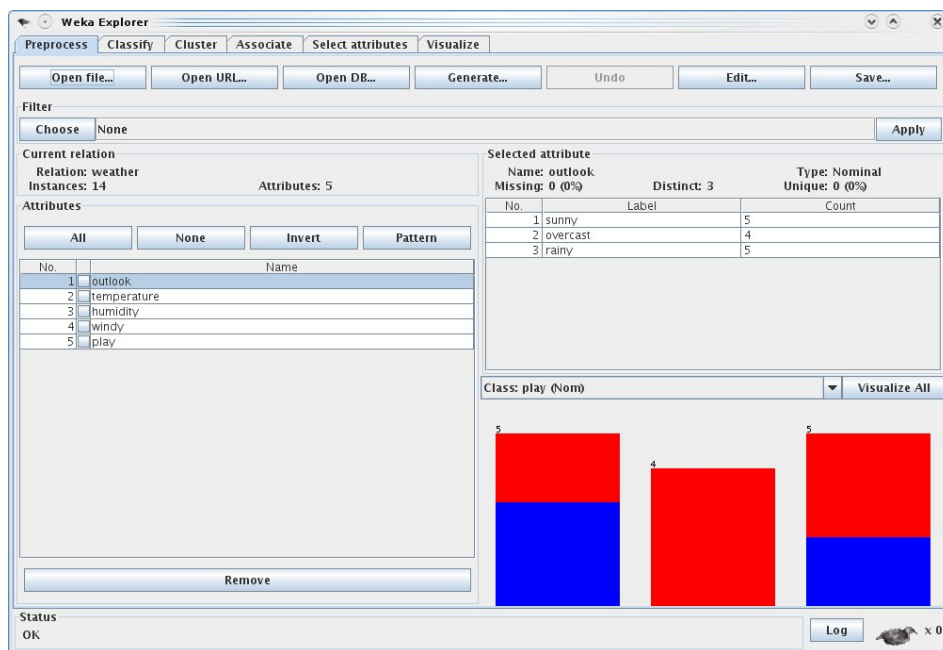 Weka Explorer
Preprocess Classify Cluster Associate Select attributes Visualize
Open file... Open URL... Open DB... Generate... Undo Edit... Save...
Filter
Choose None Apply
Current relation
Relation: weather
Instances: 14 Attributes: 5
Attributes
All None Invert Pattern
No. Name
1 outlook
2 temperature
3 humidity
4 windy
5 play
Remove
Selected attribute
Name: outlook Type: Nominal
Missing: 0 (0%) Distinct: 3 Unique: 0 (0%)
No. Label Count
1 sunny 5
2 overcast 4
3 rainy 5
Class: play (Nom) Visualize All
5 4 5
Status
OK
Log x 0